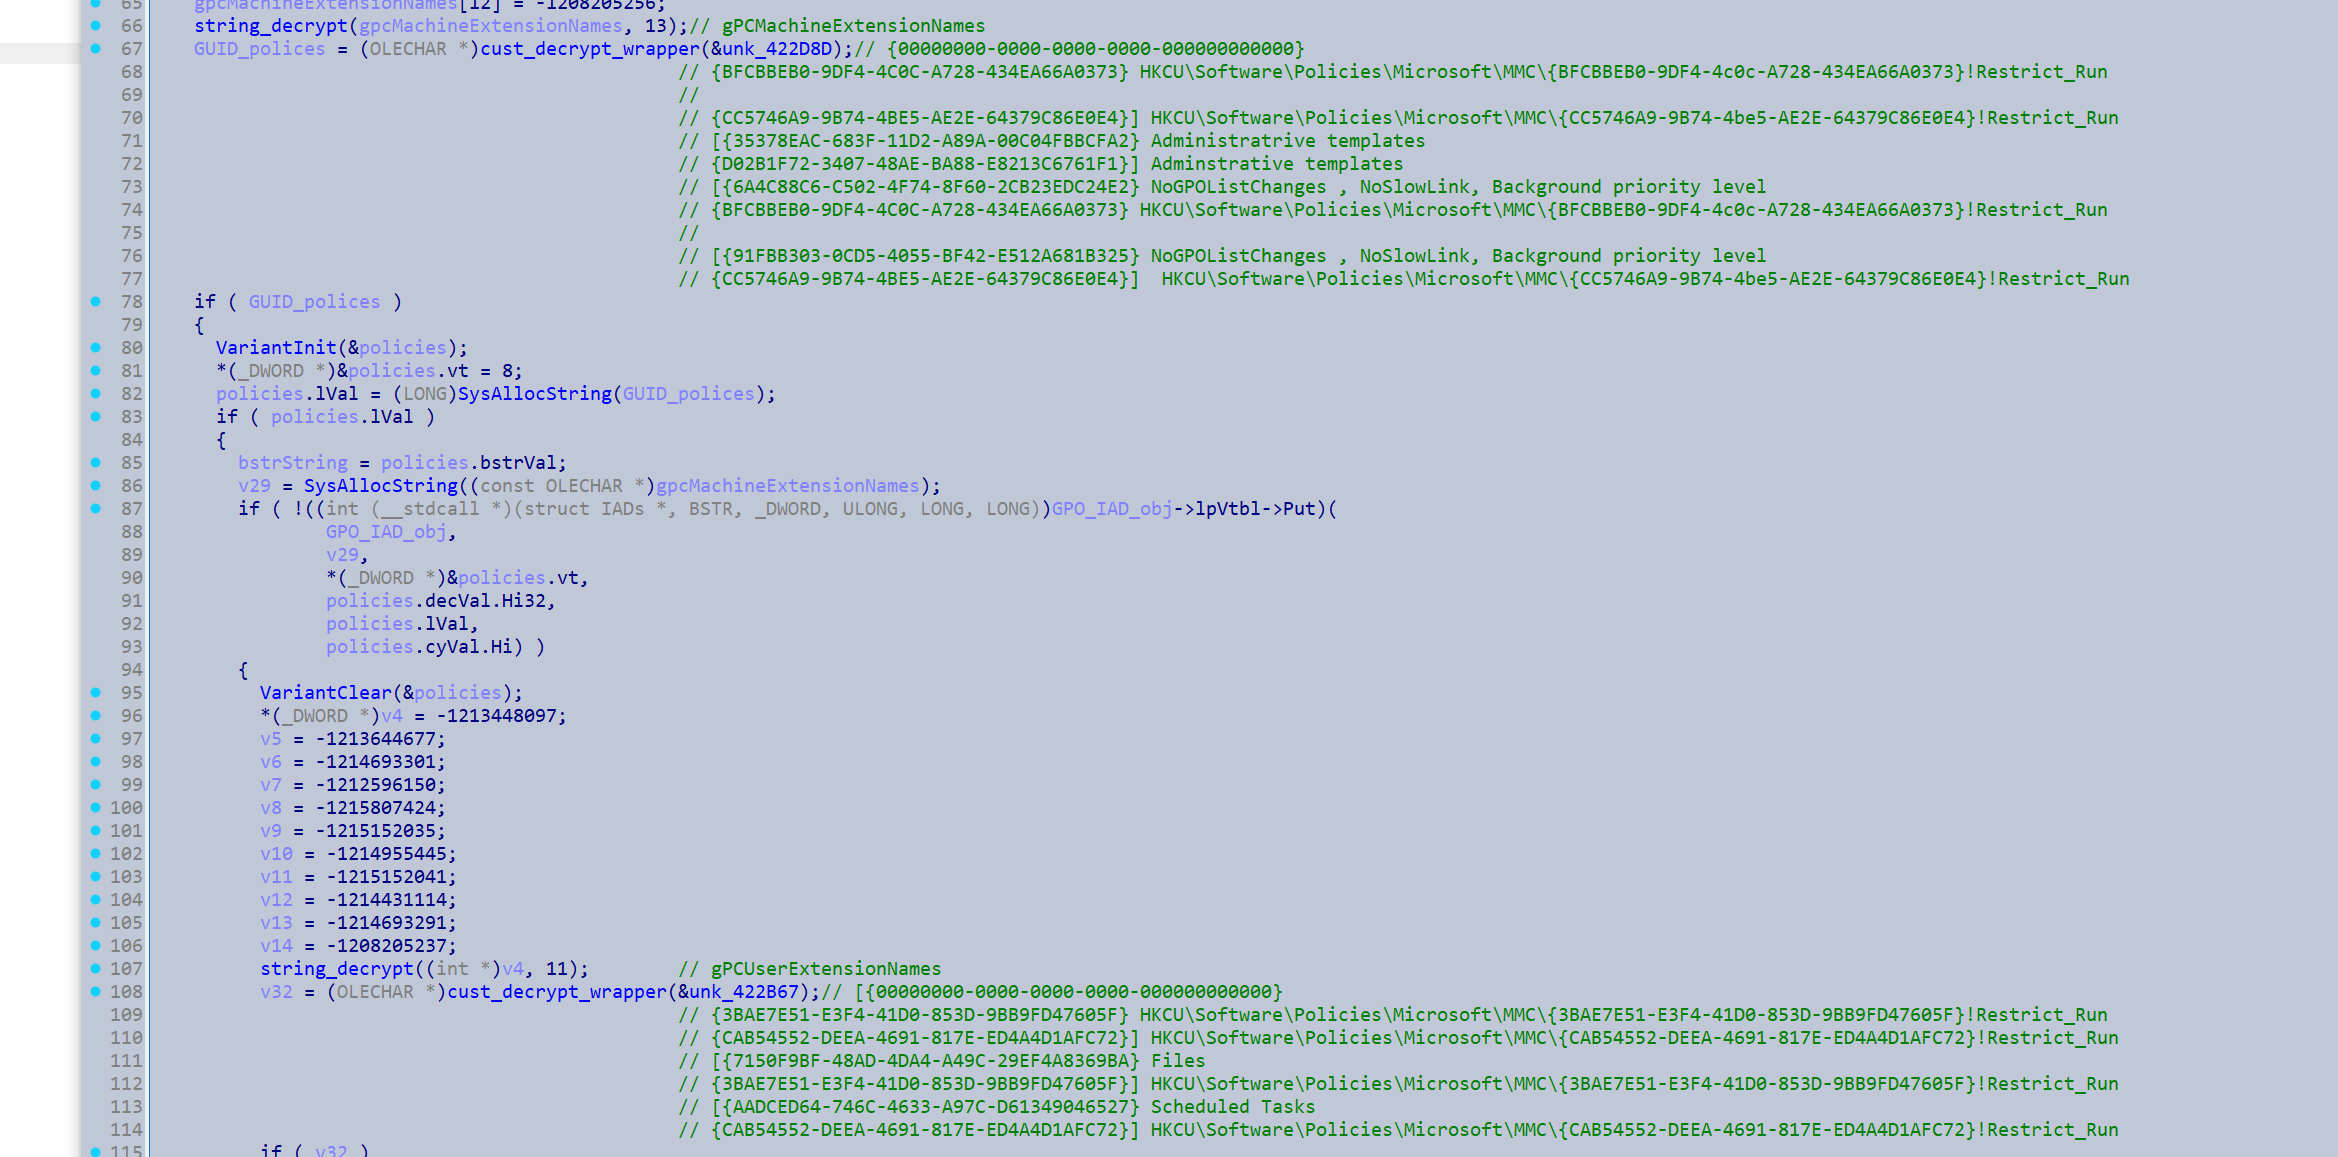 65 gpcMachineExtensionNames[12] = -1208205256;
66 string_decrypt(gpcMachineExtensionNames, 13);// gPCMachineExtensionNames
67 GUID_polices = (OLECHAR *)cust_decrypt_wrapper(&unk_422D8D);// {00000000-0000-0000-0000-000000000000}
68 // {BFCBBEB0-9DF4-4C0C-A728-434EA66A0373} HKCU\Software\Policies\Microsoft\MMC\{BFCBBEB0-9DF4-4c0c-A728-434EA66A0373}!Restrict_Run
69 //
70 // {CC5746A9-9B74-4BE5-AE2E-64379C86E0E4}] HKCU\Software\Policies\Microsoft\MMC\{CC5746A9-9B74-4be5-AE2E-64379C86E0E4}!Restrict_Run
71 // [{35378EAC-683F-11D2-A89A-00C04FBBCFA2} Administratrive templates
72 // {D02B1F72-3407-48AE-BA88-E8213C6761F1}] Adminstrative templates
73 // [{6A4C88C6-C502-4F74-8F60-2CB23EDC24E2} NoGPOListChanges , NoSlowLink, Background priority level
74 // {BFCBBEB0-9DF4-4C0C-A728-434EA66A0373} HKCU\Software\Policies\Microsoft\MMC\{BFCBBEB0-9DF4-4c0c-A728-434EA66A0373}!Restrict_Run
75 //
76 // [{91FBB303-0CD5-4055-BF42-E512A681B325} NoGPOListChanges , NoSlowLink, Background priority level
77 // {CC5746A9-9B74-4BE5-AE2E-64379C86E0E4}]  HKCU\Software\Policies\Microsoft\MMC\{CC5746A9-9B74-4be5-AE2E-64379C86E0E4}!Restrict_Run
78 if ( GUID_polices )
79 {
80 VariantInit(&policies);
81 *(_DWORD *)&policies.vt = 8;
82 policies.lVal = (LONG)SysAllocString(GUID_polices);
83 if ( policies.lVal )
84 {
85 bstrString = policies.bstrVal;
86 v29 = SysAllocString((const OLECHAR *)gpcMachineExtensionNames);
87 if ( !((int (__stdcall *)(struct IADs *, BSTR, _DWORD, ULONG, LONG, LONG))GPO_IAD_obj->lpVtbl->Put)(
88 GPO_IAD_obj,
89 v29,
90 *(_DWORD *)&policies.vt,
91 policies.decVal.Hi32,
92 policies.lVal,
93 policies.cyVal.Hi) )
94 {
95 VariantClear(&policies);
96 *(_DWORD *)v4 = -1213448097;
97 v5 = -1213644677;
98 v6 = -1214693301;
99 v7 = -1212596150;
100 v8 = -1215807424;
101 v9 = -1215152035;
102 v10 = -1214955445;
103 v11 = -1215152041;
104 v12 = -1214431114;
105 v13 = -1214693291;
106 v14 = -1208205237;
107 string_decrypt((int *)v4, 11); // gPCUserExtensionNames
108 v32 = (OLECHAR *)cust_decrypt_wrapper(&unk_422B67);// [{00000000-0000-0000-0000-000000000000}
109 // {3BAE7E51-E3F4-41D0-853D-9BB9FD47605F} HKCU\Software\Policies\Microsoft\MMC\{3BAE7E51-E3F4-41D0-853D-9BB9FD47605F}!Restrict_Run
110 // {CAB54552-DEEA-4691-817E-ED4A4D1AFC72}] HKCU\Software\Policies\Microsoft\MMC\{CAB54552-DEEA-4691-817E-ED4A4D1AFC72}!Restrict_Run
111 // [{7150F9BF-48AD-4DA4-A49C-29EF4A8369BA} Files
112 // {3BAE7E51-E3F4-41D0-853D-9BB9FD47605F}] HKCU\Software\Policies\Microsoft\MMC\{3BAE7E51-E3F4-41D0-853D-9BB9FD47605F}!Restrict_Run
113 // [{AADCED64-746C-4633-A97C-D61349046527} Scheduled Tasks
114 // {CAB54552-DEEA-4691-817E-ED4A4D1AFC72}] HKCU\Software\Policies\Microsoft\MMC\{CAB54552-DEEA-4691-817E-ED4A4D1AFC72}!Restrict_Run
115 if ( v32 )